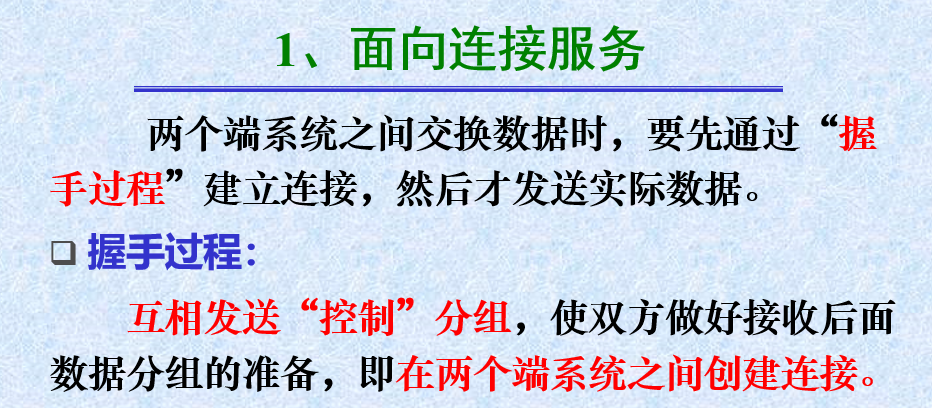 1、面向连接服务
两个端系统之间交换数据时，要先通过“握
手过程”建立连接，然后才发送实际数据。
❑ 握手过程：
互相发送“控制”分组，使双方做好接收后面
数据分组的准备，即在两个端系统之间创建连接。